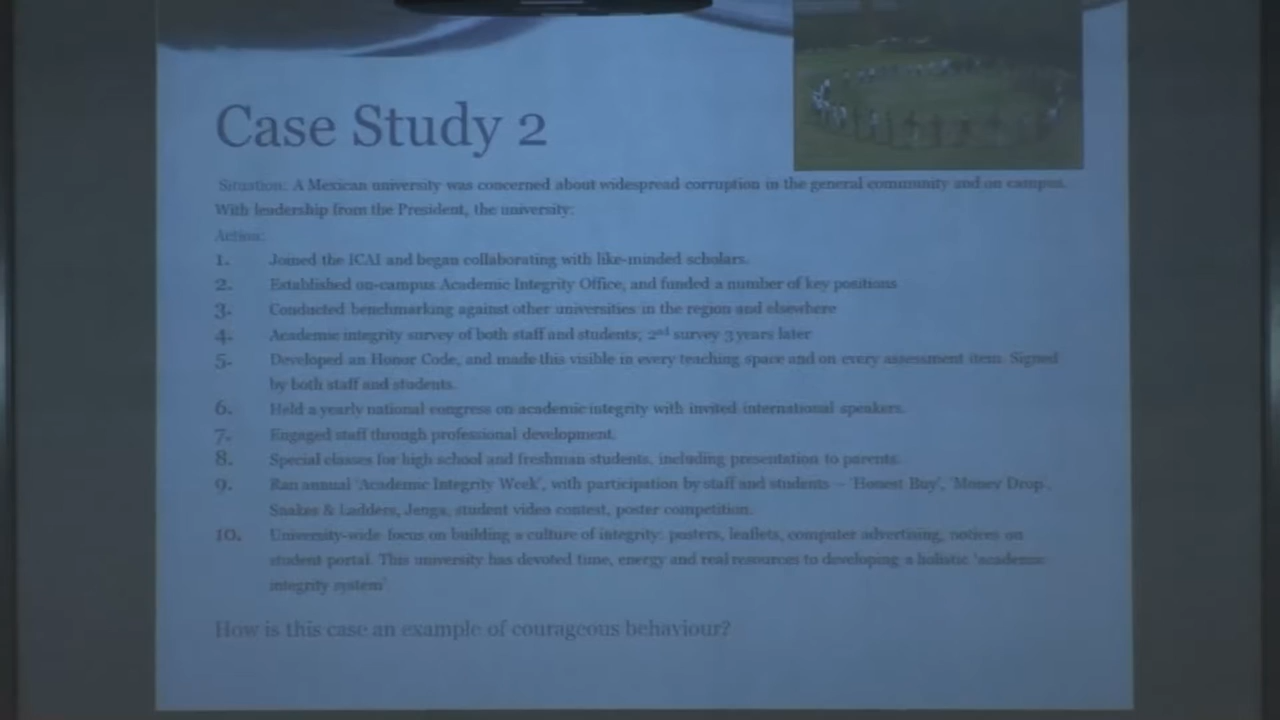 Case Study 2
Situation: A Mexican university was concerned about widespread corruption in the general community and on campus.
With leadership from the President, the university:
Action:
1. Joined the ICAI and began collaborating with like-minded scholars.
2. Established on-campus Academic Integrity Office, and funded a number of key positions
3. Conducted benchmarking against other universities in the region and elsewhere
4. Academic integrity survey of both staff and students; 2nd survey 3 years later
5. Developed an Honor Code, and made this visible in every teaching space and on every assessment item. Signed
by both staff and students.
6. Held a yearly national congress on academic integrity with invited international speakers.
7. Engaged staff through professional development.
8. Special classes for high school and freshman students, including presentation to parents.
9. Ran annual 'Academic Integrity Week', with participation by staff and students – 'Honest Buy', 'Money Drop',
Snakes & Ladders, Jenga, student video contest, poster competition.
10. University-wide focus on building a culture of integrity: posters, leaflets, computer advertising, notices on
student portal. This university has devoted time, energy and real resources to developing a holistic 'academic
integrity system'
How is this case an example of courageous behaviour?